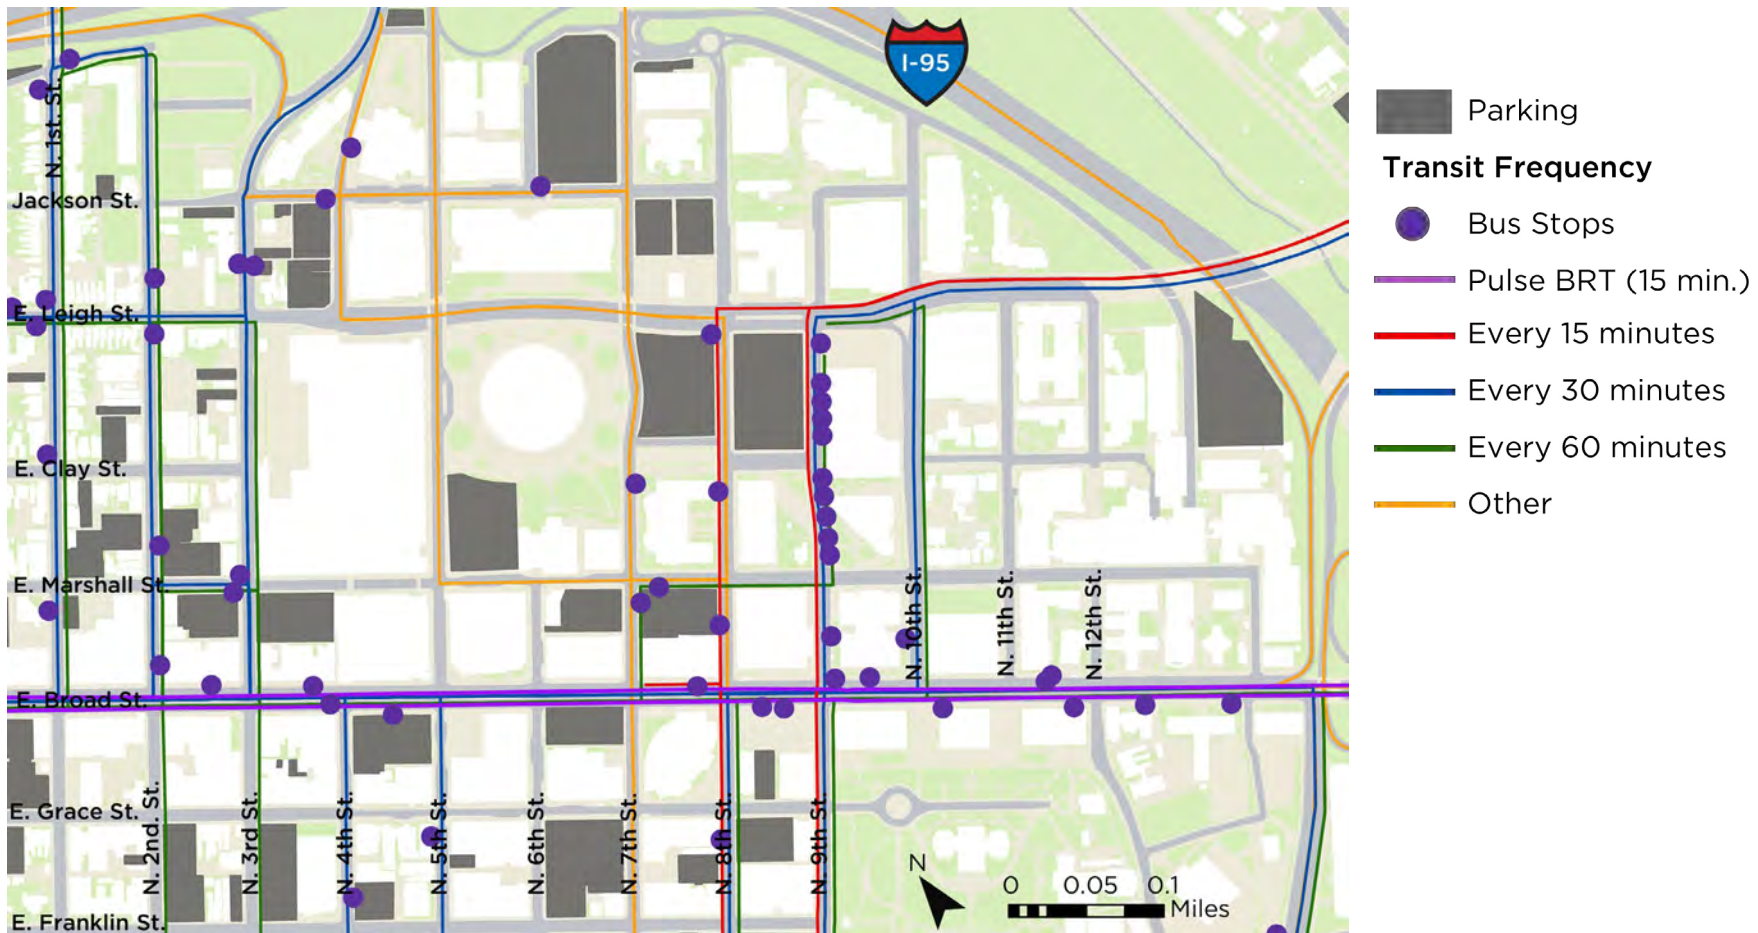 I-95
N. 1st. St.
Jackson St.
E. Leigh St.
E. Clay St.
E. Marshall St.
N. 10th St.
N. 11th St.
N. 12th St.
E. Broad St.
E. Grace St.
N. 2nd. St.
N. 3rd St.
N. 4th St.
N. 5th St.
N. 6th St.
N. 7th St.
N. 8th St.
N. 9th St.
E. Franklin St.
N
0 0.05 0.1
Miles
Parking
Transit Frequency
Bus Stops
Pulse BRT (15 min.)
Every 15 minutes
Every 30 minutes
Every 60 minutes
Other